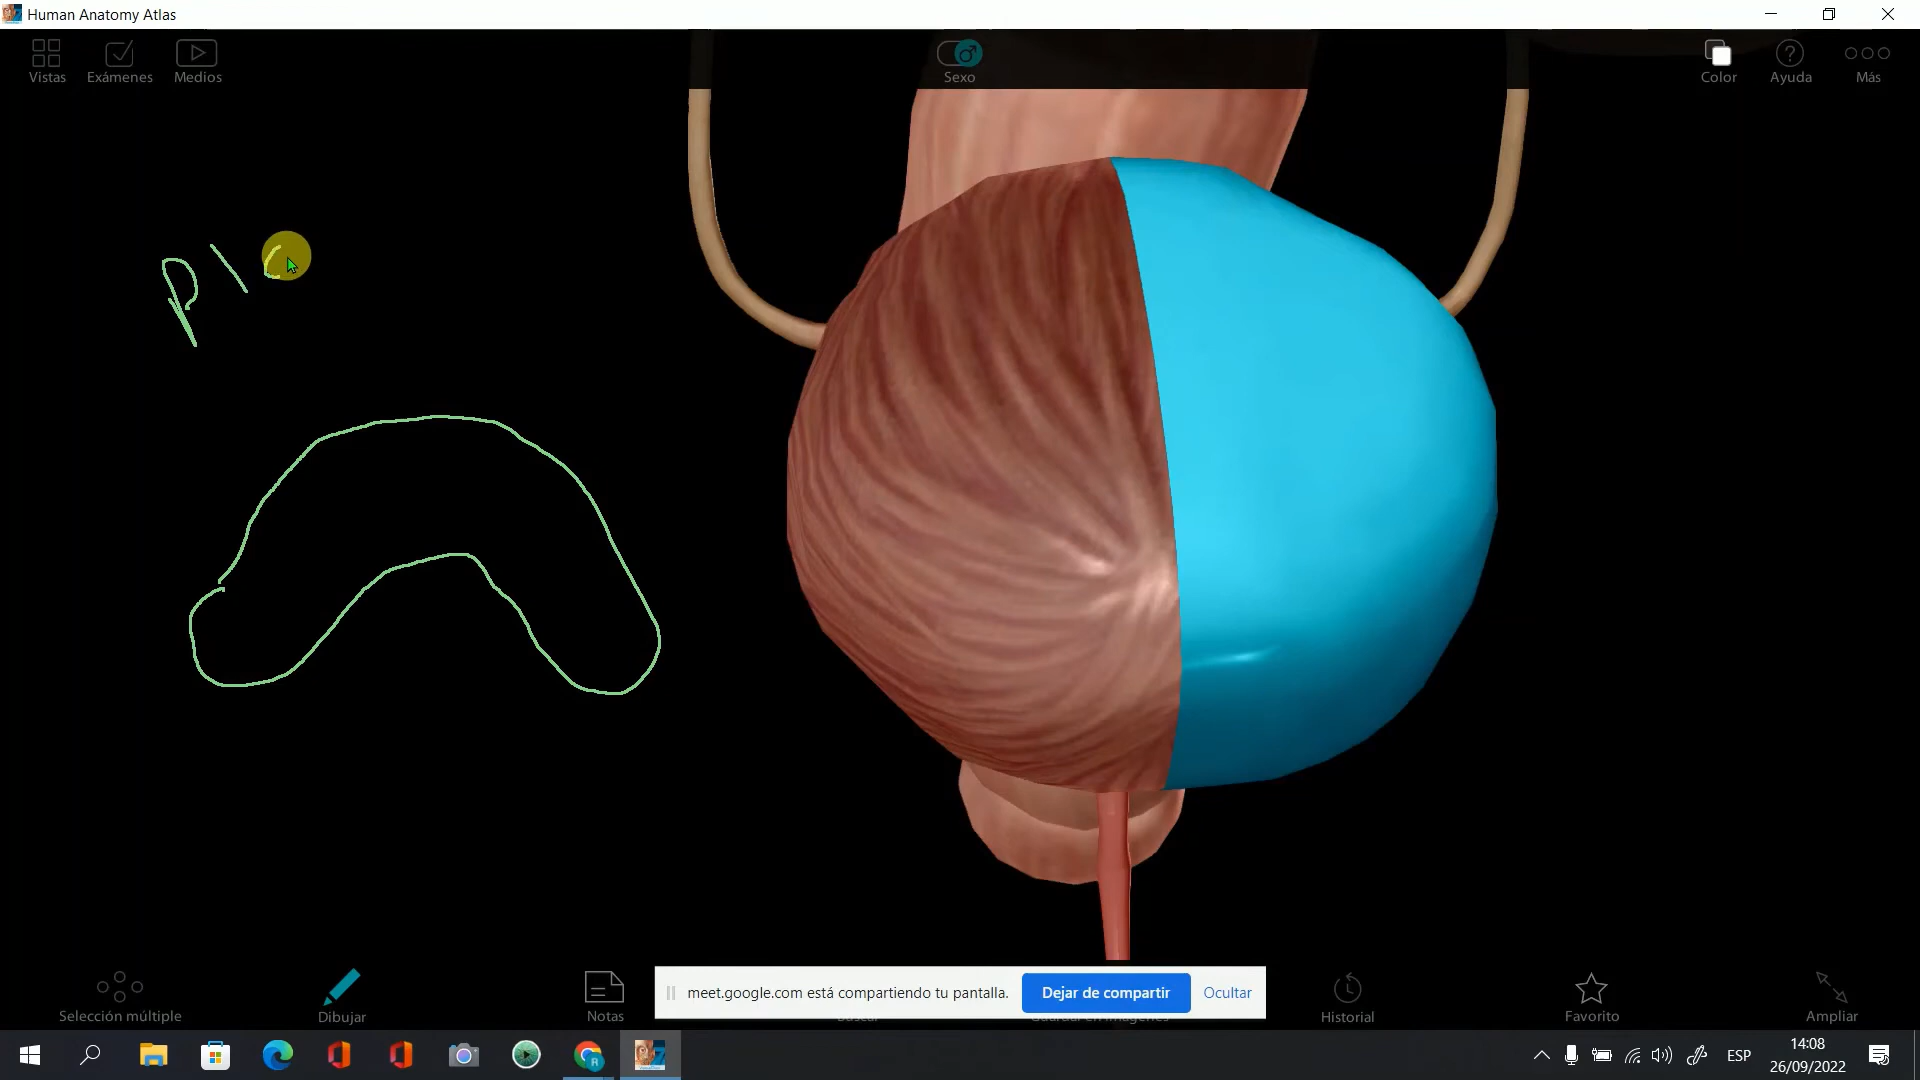 Human Anatomy Atlas
Vistas
Exámenes
Medios
Sexo
Color
Ayuda
Más
Selección múltiple
Dibujar
Notas
meet.google.com está compartiendo tu pantalla.
Dejar de compartir
Ocultar
Historial
Favorito
Ampliar
ESP
14:08
26/09/2022